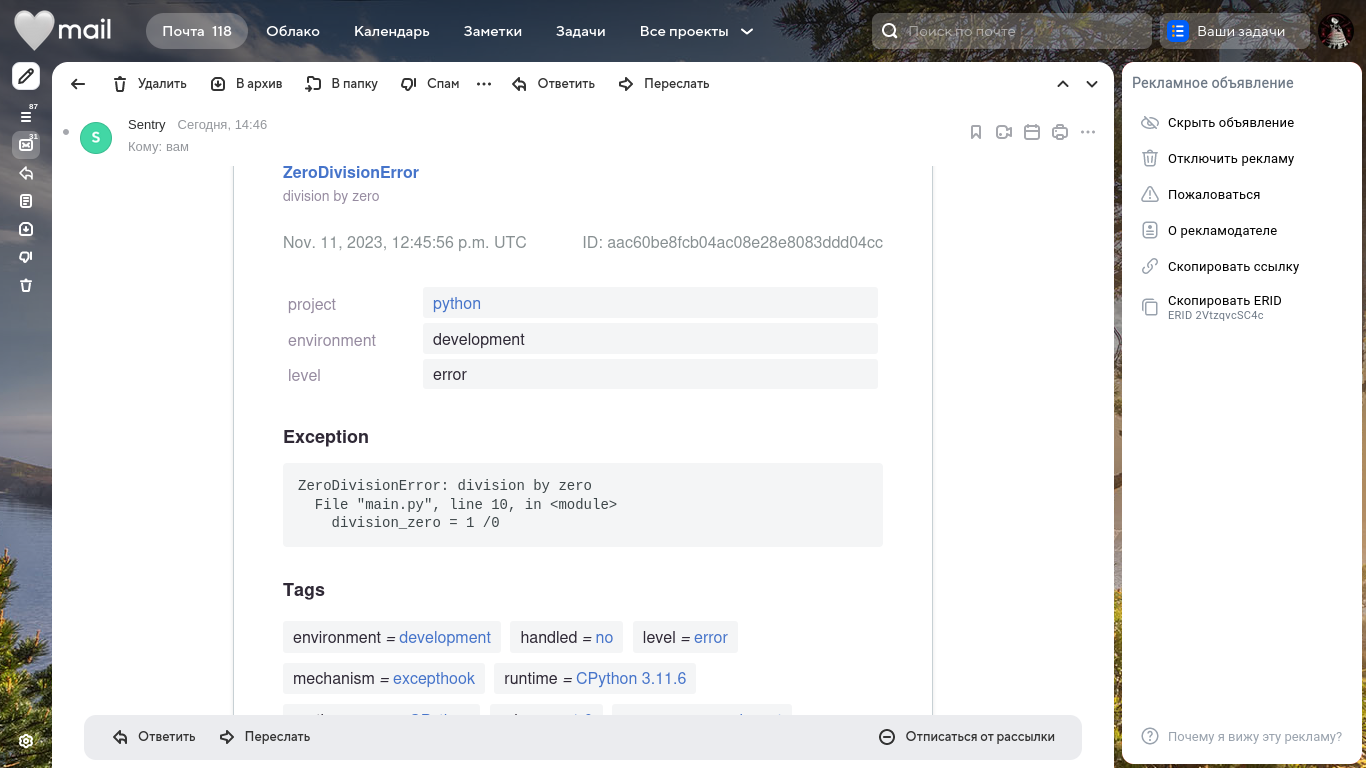 mail
Почта 118
Облако
Календарь
Заметки
Задачи
Все проекты
Поиск по почте
Ваши задачи
87
31
Удалить
В архив
В папку
Спам
Ответить
Переслать
S
Sentry Сегодня, 14:46
Кому: вам
ZeroDivisionError
division by zero
Nov. 11, 2023, 12:45:56 p.m. UTC ID: aac60be8fcb04ac08e28e8083ddd04cc
project python
environment development
level error
Exception
ZeroDivisionError: division by zero
File "main.py", line 10, in <module>
division_zero = 1 /0
Tags
environment = development handled = no level = error
mechanism = excepthook runtime = CPython 3.11.6
Ответить
Переслать
Отписаться от рассылки
Рекламное объявление
Скрыть объявление
Отключить рекламу
Пожаловаться
О рекламодателе
Скопировать ссылку
Скопировать ERID
ERID 2VtzqvcSC4c
Почему я вижу эту рекламу?